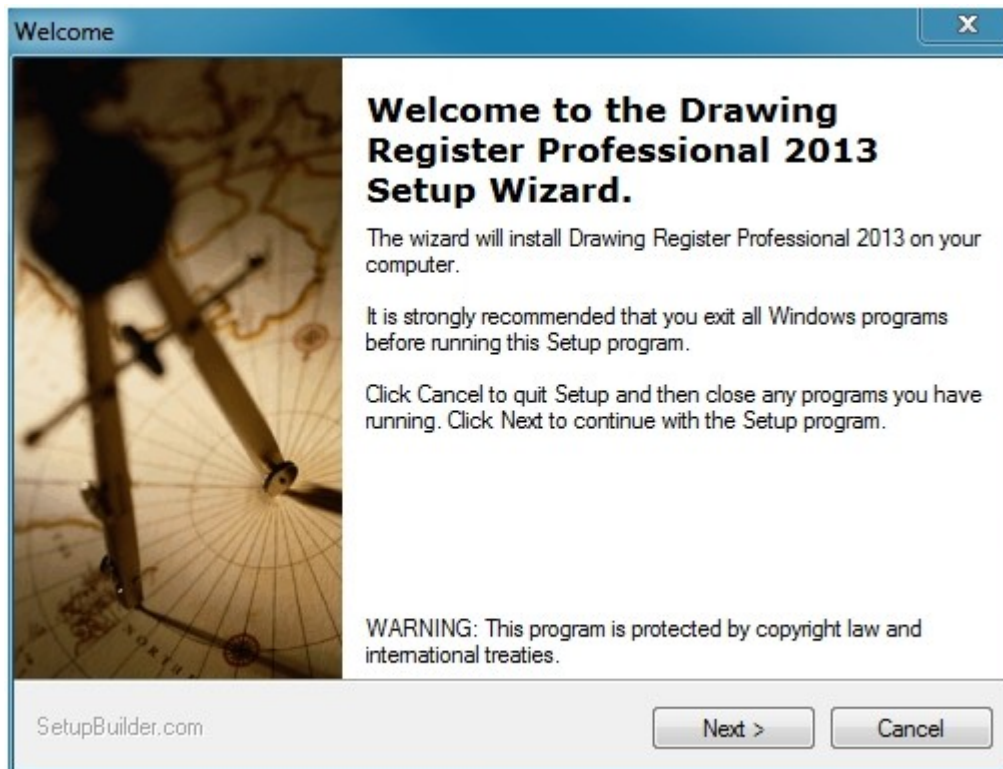 Welcome
Welcome to the Drawing
Register Professional 2013
Setup Wizard.
The wizard will install Drawing Register Professional 2013 on your
computer.
It is strongly recommended that you exit all Windows programs
before running this Setup program.
Click Cancel to quit Setup and then close any programs you have
running. Click Next to continue with the Setup program.
WARNING: This program is protected by copyright law and
international treaties.
SetupBuilder.com
Next >
Cancel